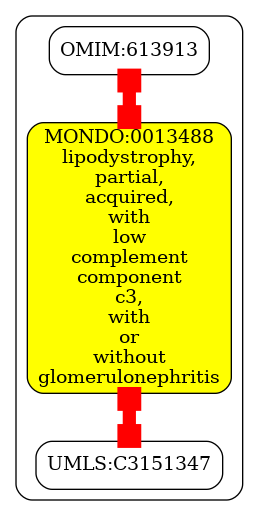 OMIM:613913
MONDO:0013488
lipodystrophy,
partial,
acquired,
with
low
complement
component
c3,
with
or
without
glomerulonephritis
UMLS:C3151347